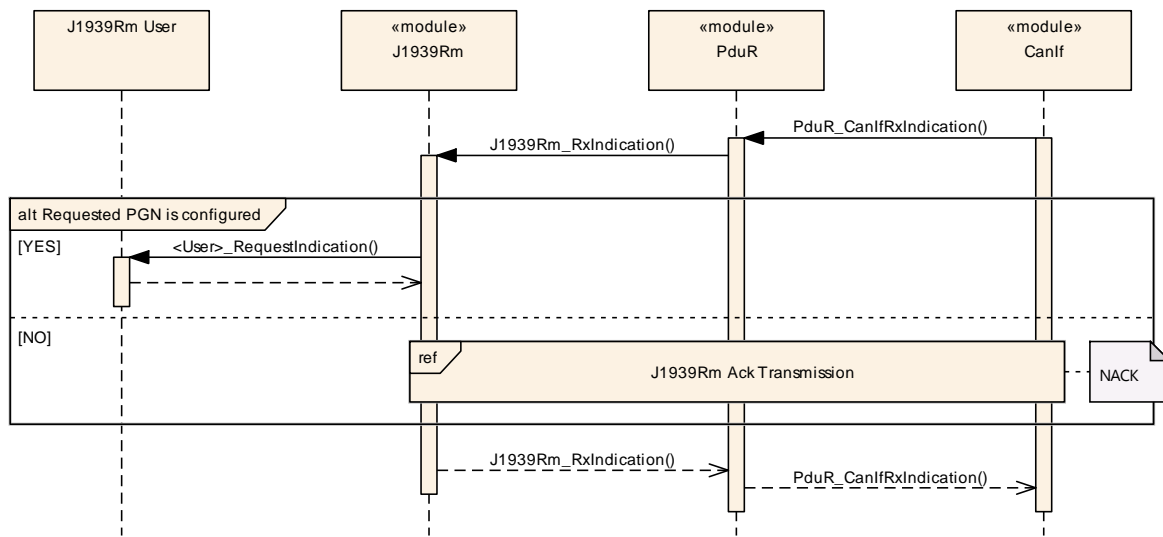 J1939Rm User
«module»
J1939Rm
«module»
PduR
«module»
CanIf
PduR_CanIfRxIndication()
J1939Rm_RxIndication()
alt Requested PGN is configured
[YES]
<User>_RequestIndication()
[NO]
ref
J1939Rm Ack Transmission
NACK
J1939Rm_RxIndication()
PduR_CanIfRxIndication()